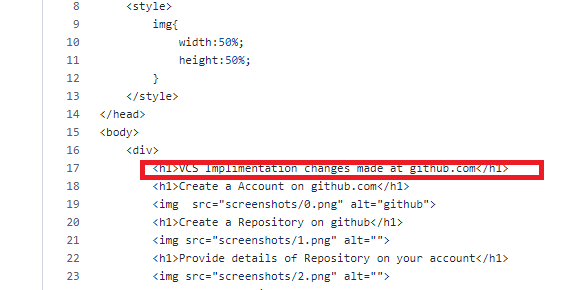 8 <style>
9 img{
10 width:50%;
11 height:50%;
12 }
13 </style>
14 </head>
15 <body>
16 <div>
17 <h1>VCS Implimentation changes made at github.com</h1>
18 <h1>Create a Account on github.com</h1>
19 <img  src="screenshots/0.png" alt="github">
20 <h1>Create a Repository on github</h1>
21 <img src="screenshots/1.png" alt="">
22 <h1>Provide details of Repository on your account</h1>
23 <img src="screenshots/2.png" alt="">